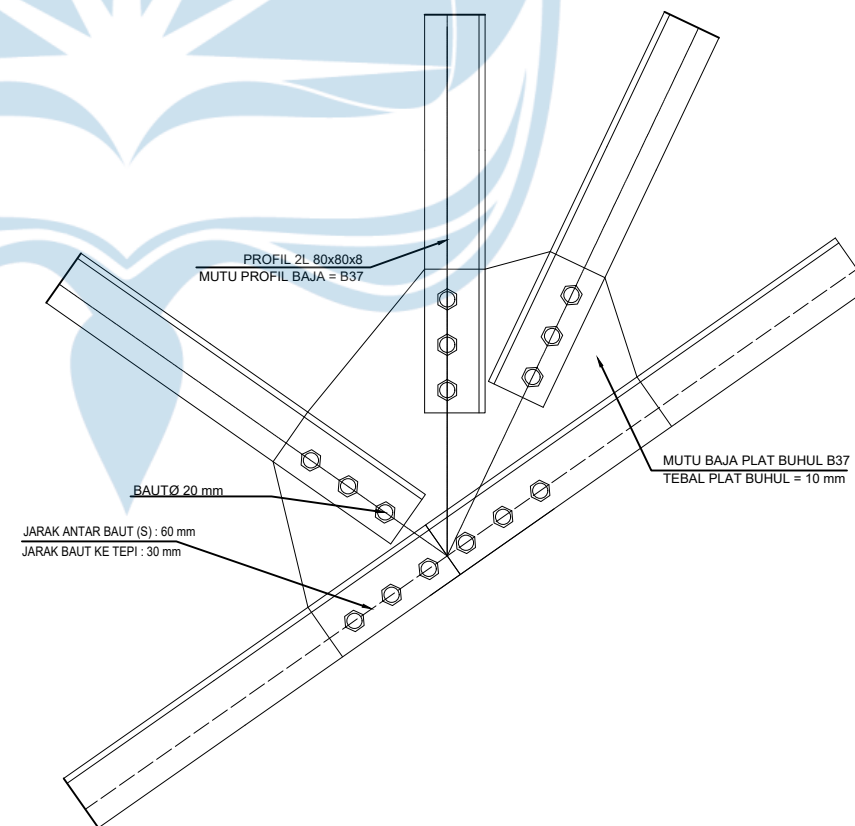 PROFIL 2L 80x80x8
MUTU PROFIL BAJA = B37
MUTU BAJA PLAT BUHUL B37
TEBAL PLAT BUHUL = 10 mm
BAUTØ 20 mm
JARAK ANTAR BAUT (S) : 60 mm
JARAK BAUT KE TEPI : 30 mm